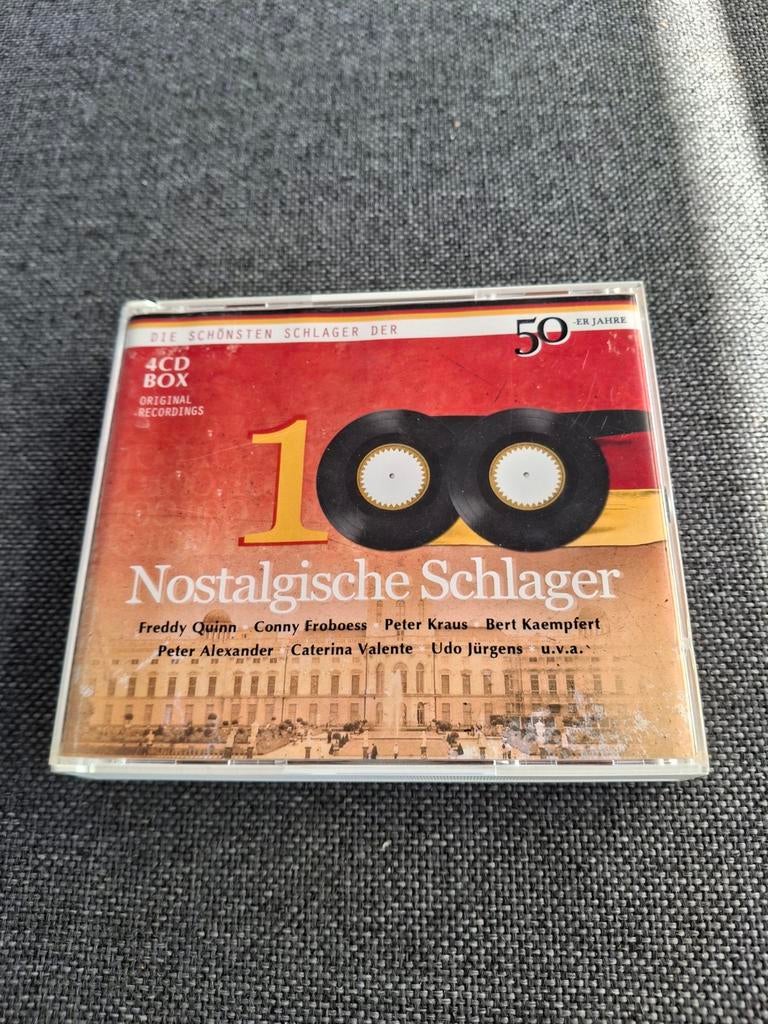 DIE SCHÖNSTEN SCHLAGER DER 50-ER JAHRE
4CD
BOX
ORIGINAL
RECORDINGS
100
Nostalgische Schlager
Freddy Quinn Conny Froboess Peter Kraus Bert Kaempfert
Peter Alexander Caterina Valente Udo Jürgens u.v.a.